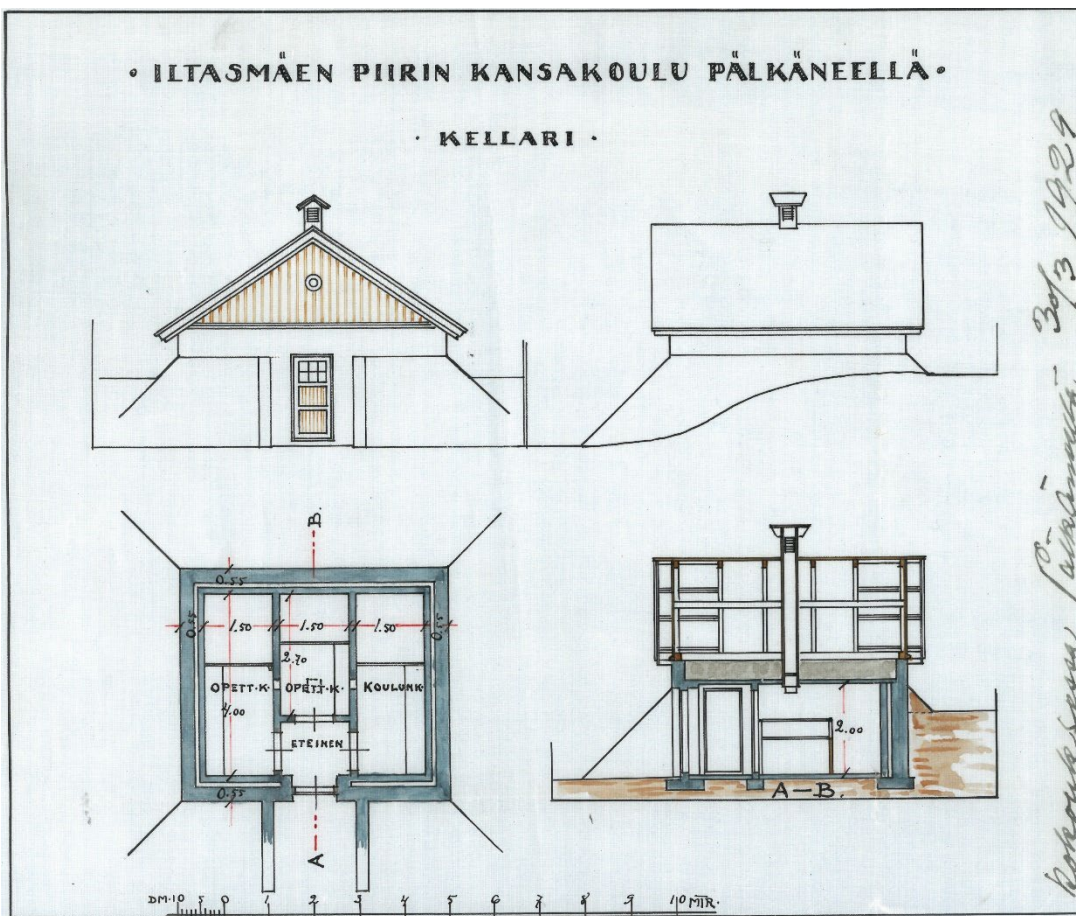 • ILTASMÄEN PIIRIN KANSAKOULU PÄLKÄNEELLÄ •
· KELLARI ·
B.
0.55
0.55
1.50
1.50
1.50
0.55
2.70
OPETT.K.
OPETT.K.
KOULUN K.
4.00
ETEINEN
0.55
A
2.00
A—B.
DM.10 5 0 1 2 3 4 5 6 7 8 9 10 MTR.
30/3 1929